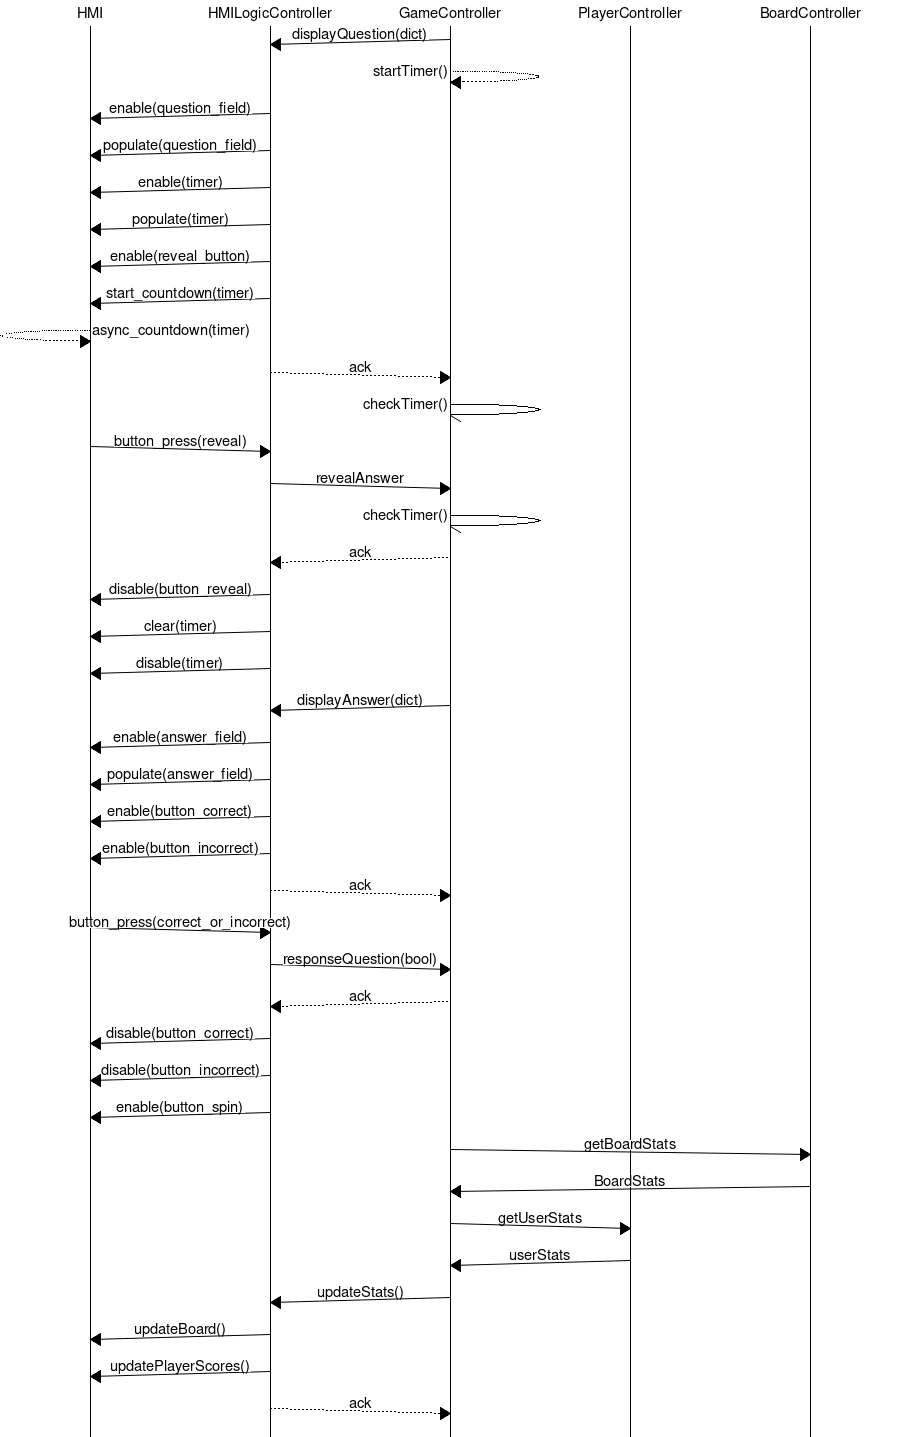 HMI HMILogicController GameController PlayerController BoardController
displayQuestion(dict)
startTimer()
enable(question_field)
populate(question_field)
enable(timer)
populate(timer)
enable(reveal_button)
start_countdown(timer)
async_countdown(timer)
ack
checkTimer()
button_press(reveal)
revealAnswer
checkTimer()
ack
disable(button_reveal)
clear(timer)
disable(timer)
displayAnswer(dict)
enable(answer_field)
populate(answer_field)
enable(button_correct)
enable(button_incorrect)
ack
button_press(correct_or_incorrect)
responseQuestion(bool)
ack
disable(button_correct)
disable(button_incorrect)
enable(button_spin)
getBoardStats
BoardStats
getUserStats
userStats
updateStats()
updateBoard()
updatePlayerScores()
ack